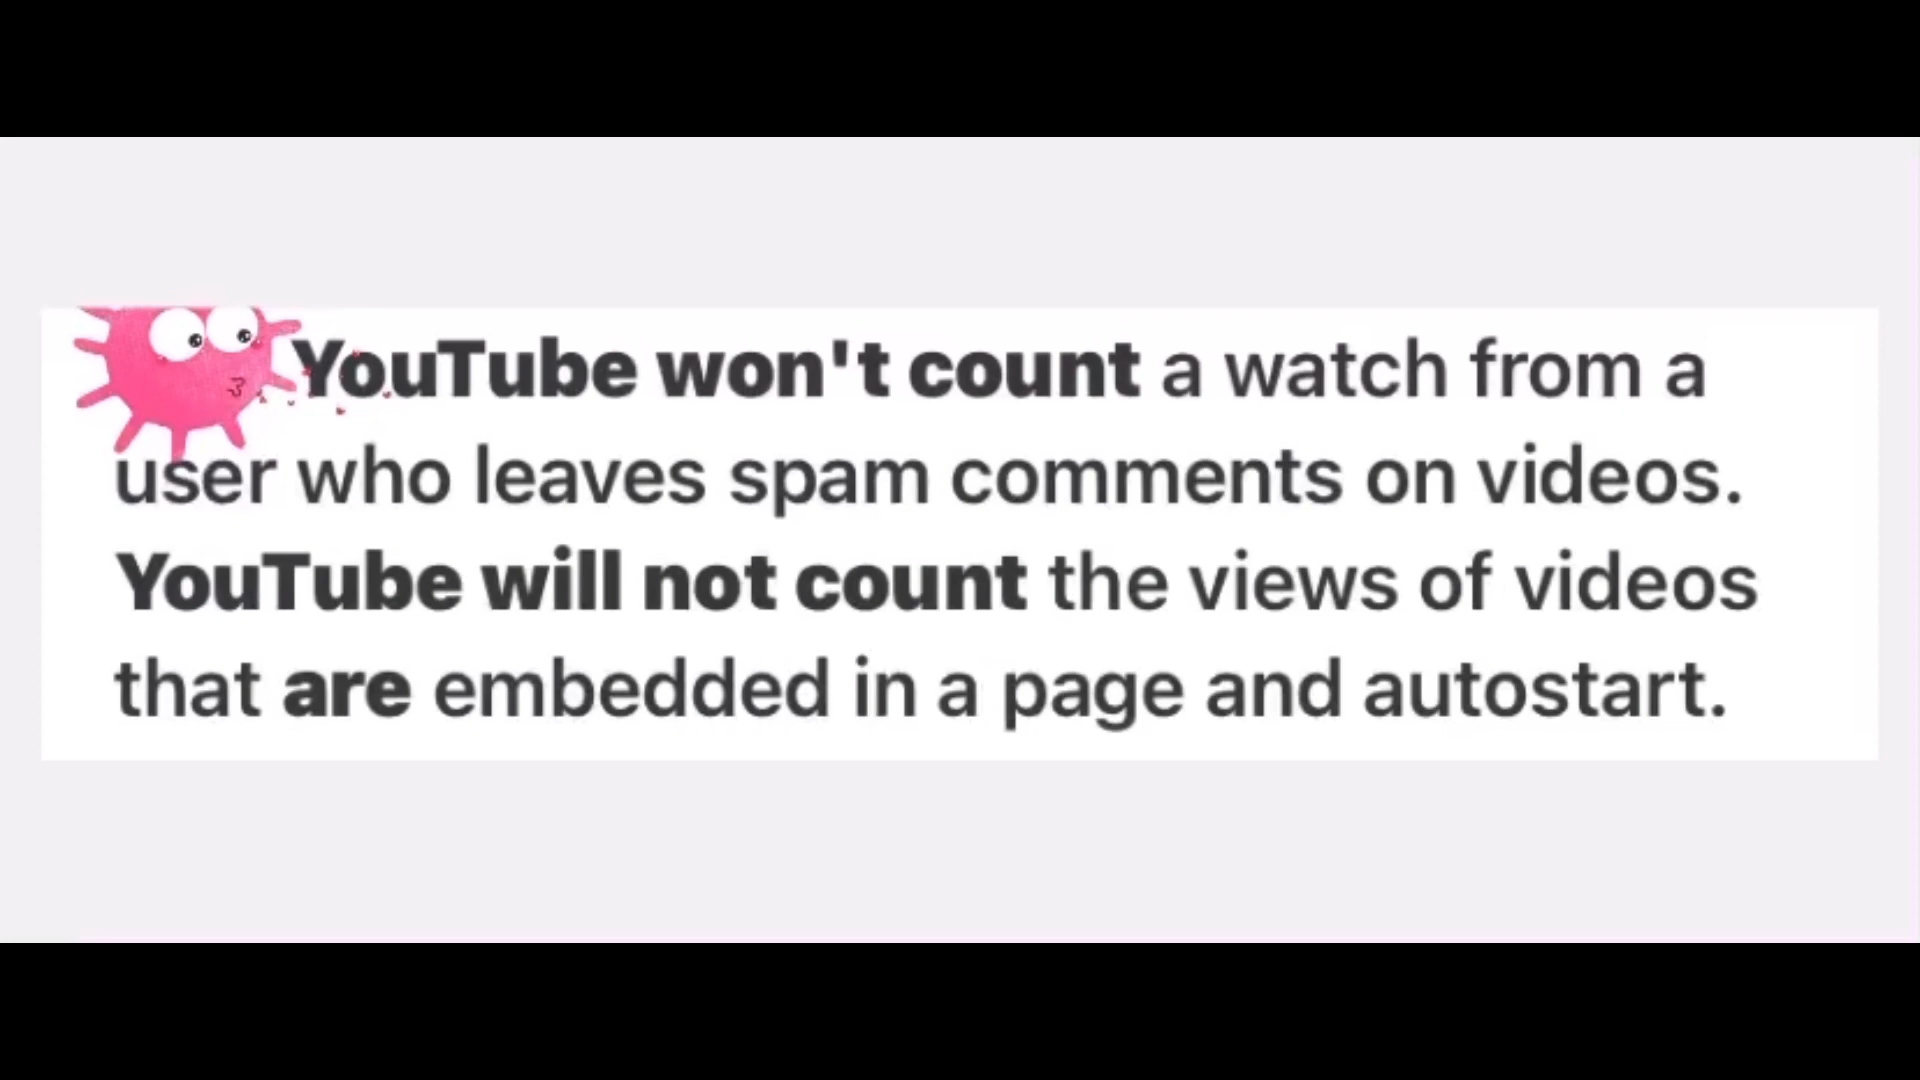 YouTube won't count a watch from a
user who leaves spam comments on videos.
YouTube will not count the views of videos
that are embedded in a page and autostart.